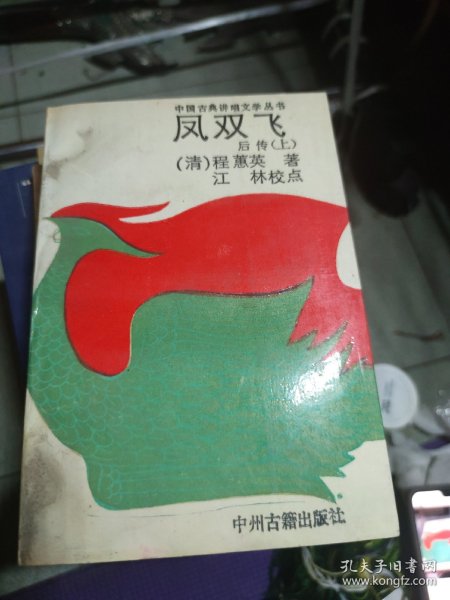 中国古典讲唱文学丛书
凤双飞
后传(上)
(清)程蕙英 著
江 林校点
中州古籍出版社
孔夫子旧书网
www.kongfz.com